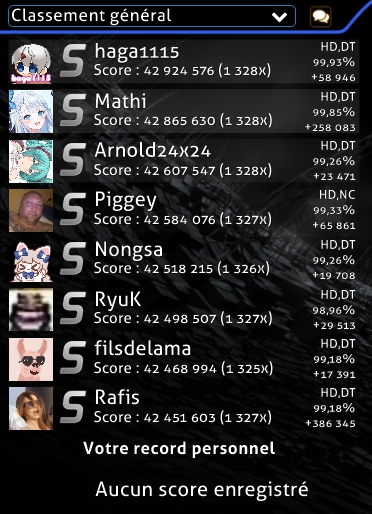 Classement général
haga1115
S
Score : 42 924 576 (1 328x)
HD,DT
99,93%
+58 946
haga1115
Mathi
S
Score : 42 865 630 (1 328x)
HD,DT
99,85%
+258 083
Arnold24x24
S
Score : 42 607 547 (1 328x)
HD,DT
99,26%
+23 471
Piggey
S
Score : 42 584 076 (1 327x)
HD,NC
99,33%
+65 861
Nongsa
S
Score : 42 518 215 (1 326x)
HD,DT
99,26%
+19 708
RyuK
S
Score : 42 498 507 (1 327x)
HD,DT
98,96%
+29 513
filsdelama
S
Score : 42 468 994 (1 325x)
HD,DT
99,18%
+17 391
Rafis
S
Score : 42 451 603 (1 327x)
HD,DT
99,18%
+386 345
Votre record personnel
Aucun score enregistré